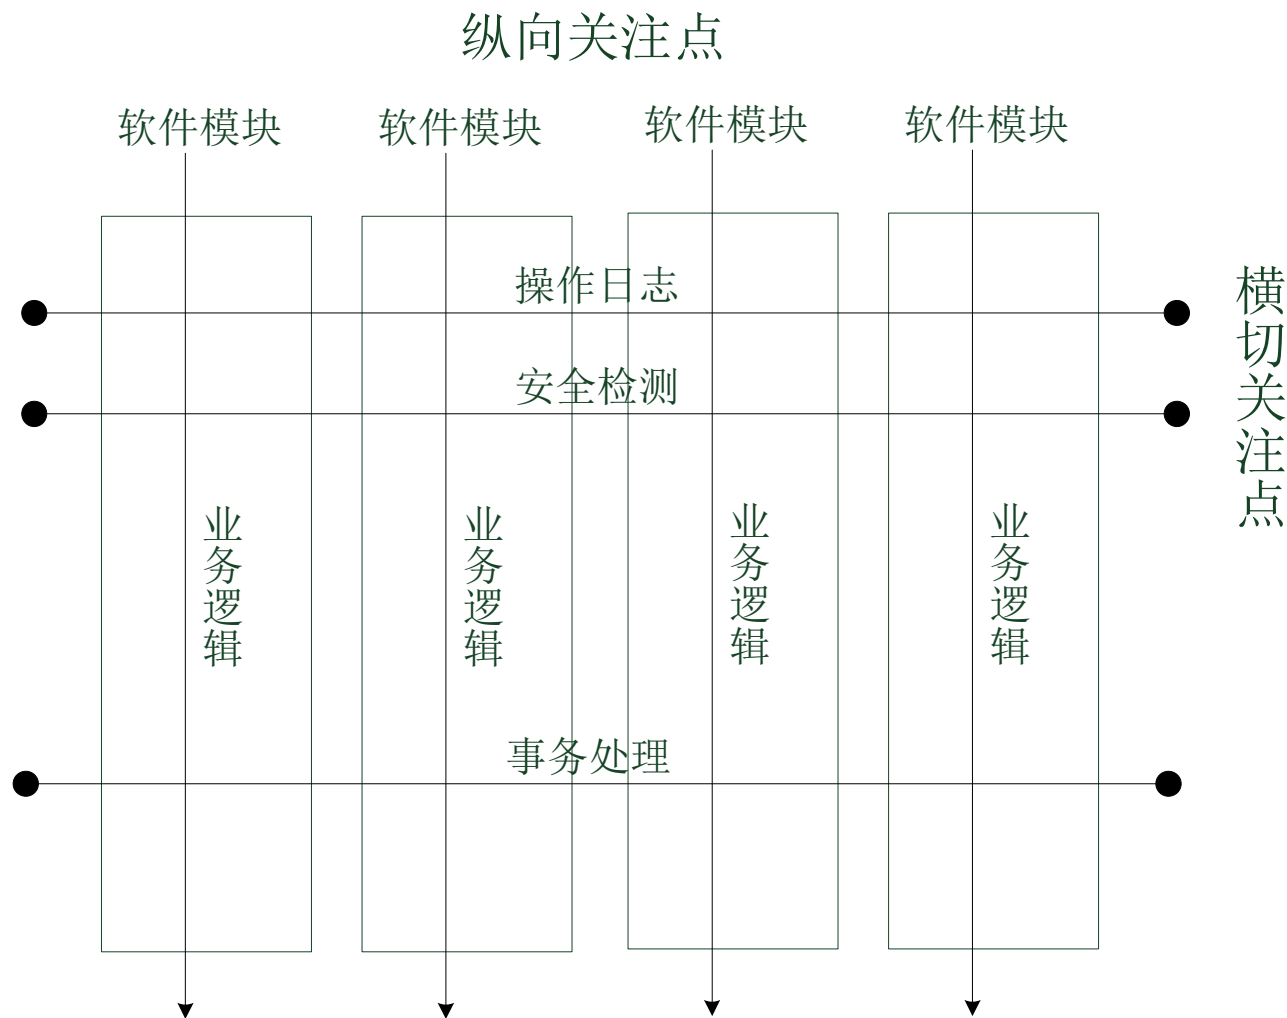 纵向关注点
软件模块
软件模块
软件模块
软件模块
操作日志
安全检测
横切关注点
业务逻辑
业务逻辑
业务逻辑
业务逻辑
事务处理